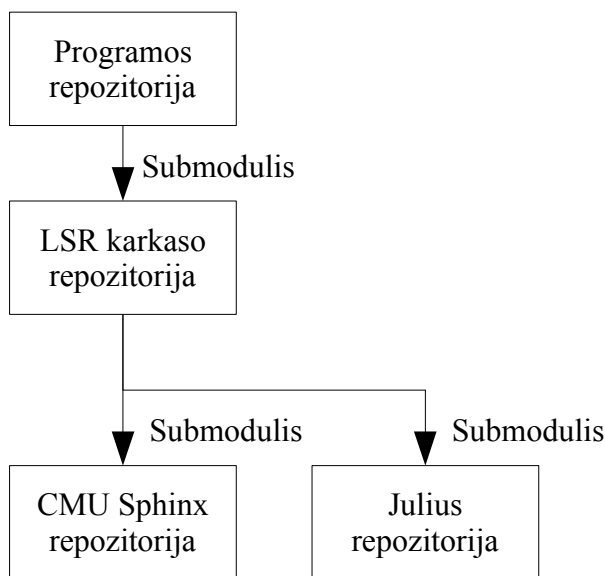 Programos
repozitorija
Submodulis
LSR karkaso
repozitorija
Submodulis
Submodulis
CMU Sphinx
repozitorija
Julius
repozitorija